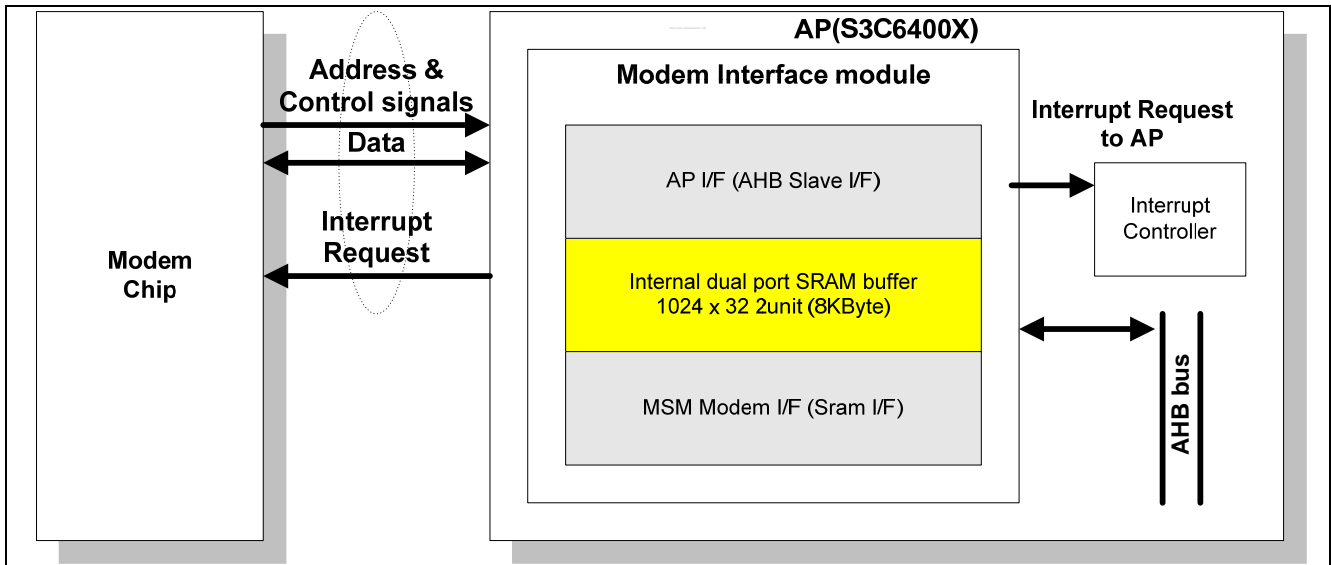 AP(S3C6400X)
Modem Interface module
Address &
Control signals
Data
Interrupt
Request
Modem
Chip
AP I/F (AHB Slave I/F)
Internal dual port SRAM buffer
1024 x 32 2unit (8KByte)
MSM Modem I/F (Sram I/F)
Interrupt Request
to AP
Interrupt
Controller
AHB bus